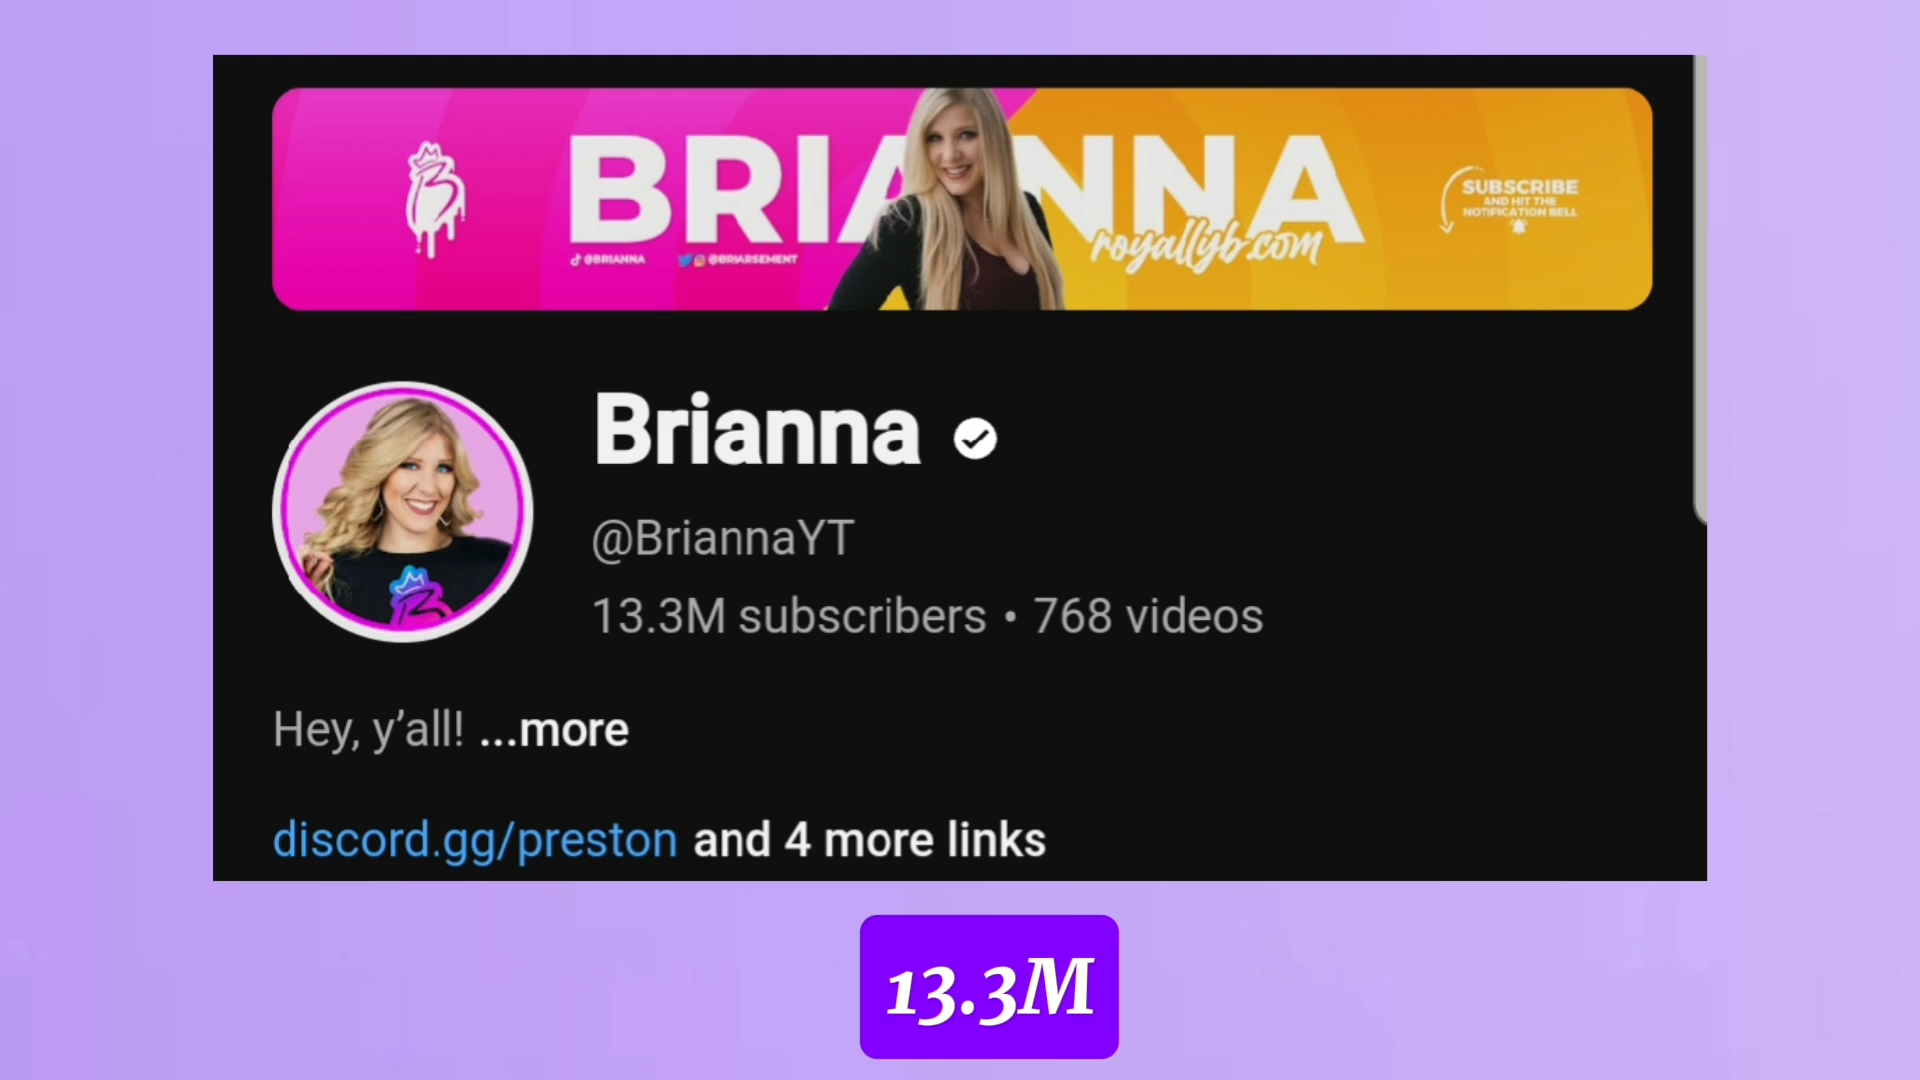 BRIANNA
royallyb.com
@BRIANNA @BRIARSEMENT
SUBSCRIBE
AND HIT THE
NOTIFICATION BELL
B
Brianna
@BriannaYT
13.3M subscribers • 768 videos
Hey, y’all! ...more
discord.gg/preston and 4 more links
13.3M